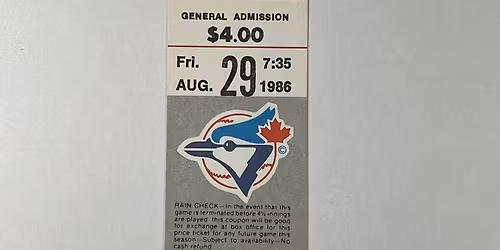 GENERAL ADMISSION
$4.00
Fri. 29 7:35
AUG. 1986
©
RAIN CHECK—In the event that this
game is terminated before 4½ innings
are played, this coupon will be good
for exchange at box office for this
price ticket for any future game this
season—Subject to availability—No
cash refund.